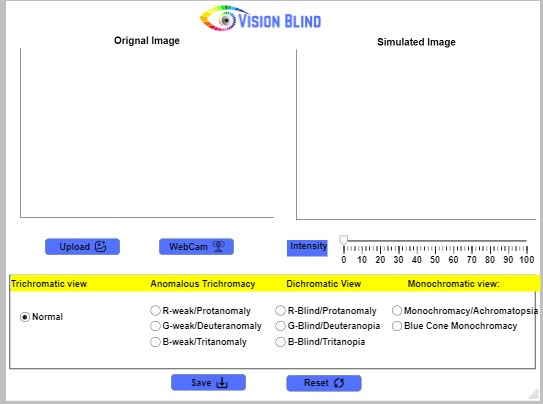 VISION BLIND
Orignal Image
Simulated Image
Upload
WebCam
Intensity
0 10 20 30 40 50 60 70 80 90 100
Trichromatic view
Anomalous Trichromacy
Dichromatic View
Monochromatic view:
Normal
R-weak/Protanomaly
G-weak/Deuteranomaly
B-weak/Tritanomaly
R-Blind/Protanomaly
G-Blind/Deuteranopia
B-Blind/Tritanopia
Monochromacy/Achromatopsia
Blue Cone Monochromacy
Save
Reset